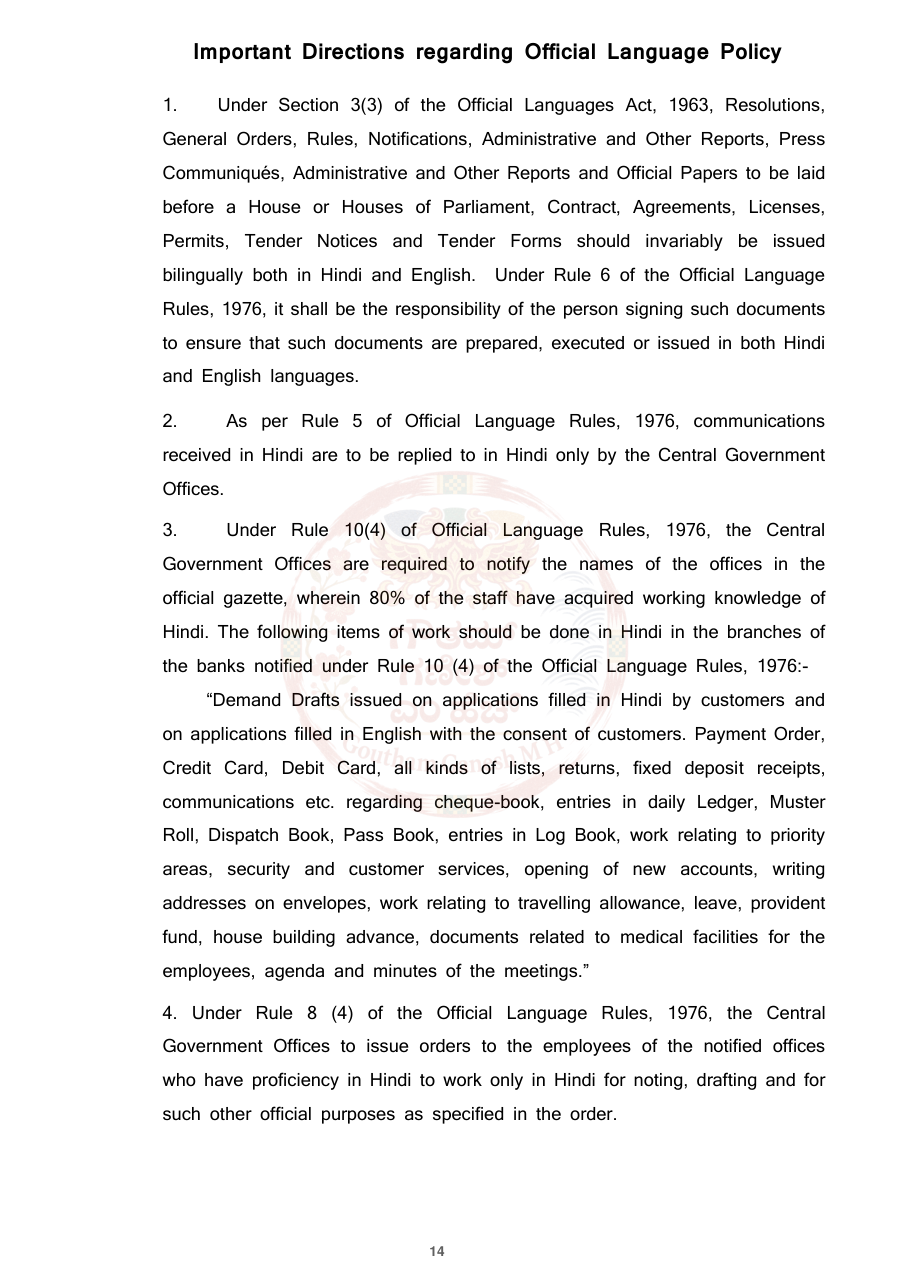 Important Directions regarding Official Language Policy
1. Under Section 3(3) of the Official Languages Act, 1963, Resolutions,
General Orders, Rules, Notifications, Administrative and Other Reports, Press
Communiqués, Administrative and Other Reports and Official Papers to be laid
before a House or Houses of Parliament, Contract, Agreements, Licenses,
Permits, Tender Notices and Tender Forms should invariably be issued
bilingually both in Hindi and English. Under Rule 6 of the Official Language
Rules, 1976, it shall be the responsibility of the person signing such documents
to ensure that such documents are prepared, executed or issued in both Hindi
and English languages.
2. As per Rule 5 of Official Language Rules, 1976, communications
received in Hindi are to be replied to in Hindi only by the Central Government
Offices.
3. Under Rule 10(4) of Official Language Rules, 1976, the Central
Government Offices are required to notify the names of the offices in the
official gazette, wherein 80% of the staff have acquired working knowledge of
Hindi. The following items of work should be done in Hindi in the branches of
the banks notified under Rule 10 (4) of the Official Language Rules, 1976:-
“Demand Drafts issued on applications filled in Hindi by customers and
on applications filled in English with the consent of customers. Payment Order,
Credit Card, Debit Card, all kinds of lists, returns, fixed deposit receipts,
communications etc. regarding cheque-book, entries in daily Ledger, Muster
Roll, Dispatch Book, Pass Book, entries in Log Book, work relating to priority
areas, security and customer services, opening of new accounts, writing
addresses on envelopes, work relating to travelling allowance, leave, provident
fund, house building advance, documents related to medical facilities for the
employees, agenda and minutes of the meetings.”
4. Under Rule 8 (4) of the Official Language Rules, 1976, the Central
Government Offices to issue orders to the employees of the notified offices
who have proficiency in Hindi to work only in Hindi for noting, drafting and for
such other official purposes as specified in the order.
ಗೌತಮ್
ಗಣೇಶ್
ಎಂ ಹೆಚ್
Goutham Ganesh M H
14